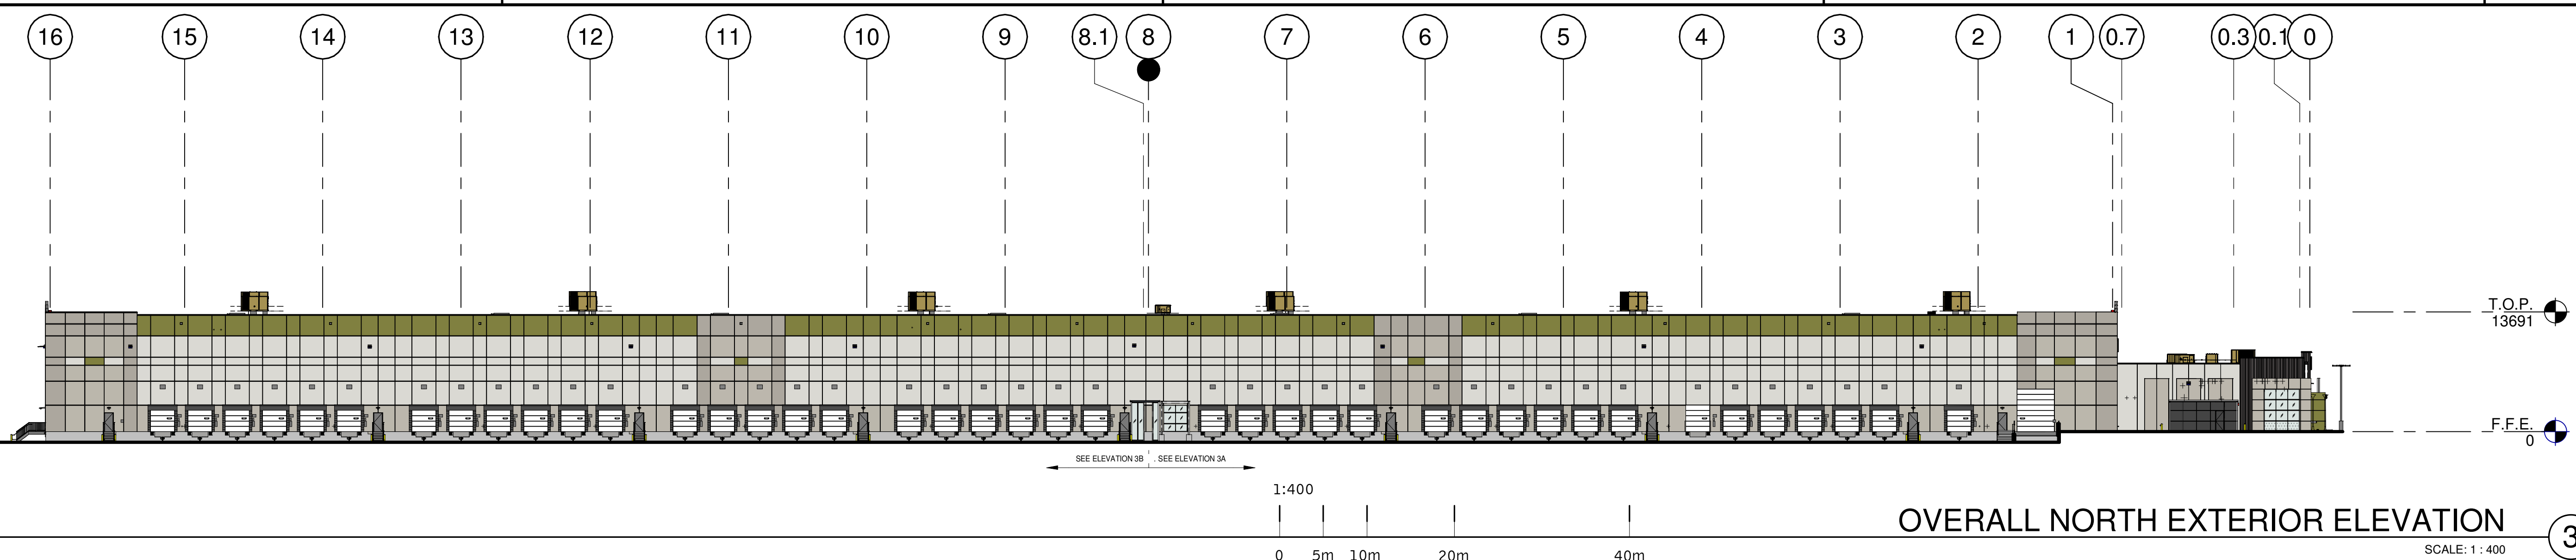 16 15 14 13 12 11 10 9 8.1 8 7 6 5 4 3 2 1 0.7 0.3 0.1 0
T.O.P.
13691
F.F.E.
0
SEE ELEVATION 3B SEE ELEVATION 3A
1:400
0 5m 10m 20m 40m
OVERALL NORTH EXTERIOR ELEVATION
3
SCALE: 1 : 400